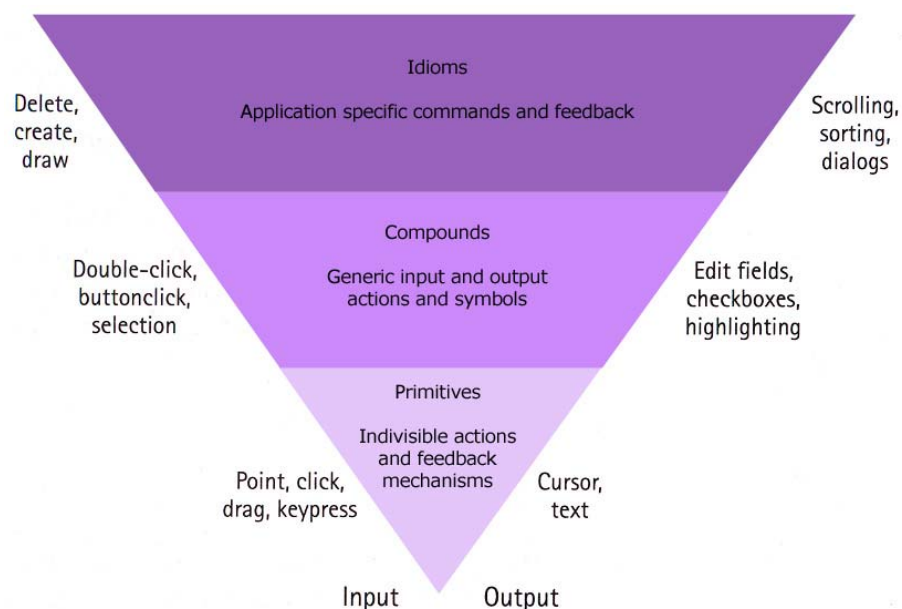 Idioms
Application specific commands and feedback
Delete,
create,
draw
Scrolling,
sorting,
dialogs
Compounds
Generic input and output
actions and symbols
Double-click,
buttonclick,
selection
Edit fields,
checkboxes,
highlighting
Primitives
Indivisible actions
and feedback
mechanisms
Point, click,
drag, keypress
Cursor,
text
Input
Output